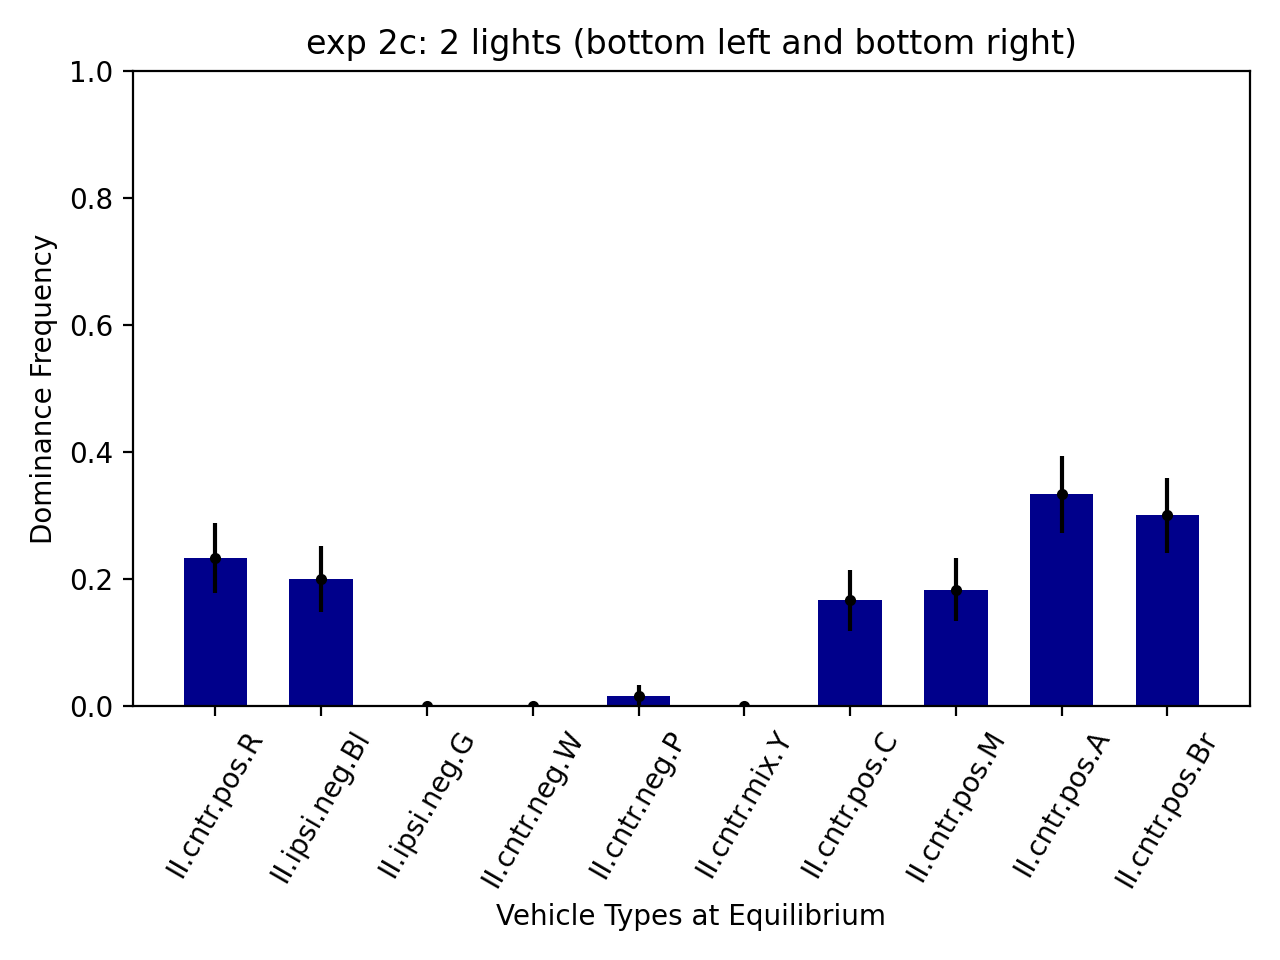 exp 2c: 2 lights (bottom left and bottom right)
1.0
0.8
0.6
0.4
0.2
0.0
Dominance Frequency
II.cntr.pos.R
II.ipsi.neg.Bl
II.ipsi.neg.G
II.cntr.neg.W
II.cntr.neg.P
II.cntr.mix.Y
II.cntr.pos.C
II.cntr.pos.M
II.cntr.pos.A
II.cntr.pos.Br
Vehicle Types at Equilibrium